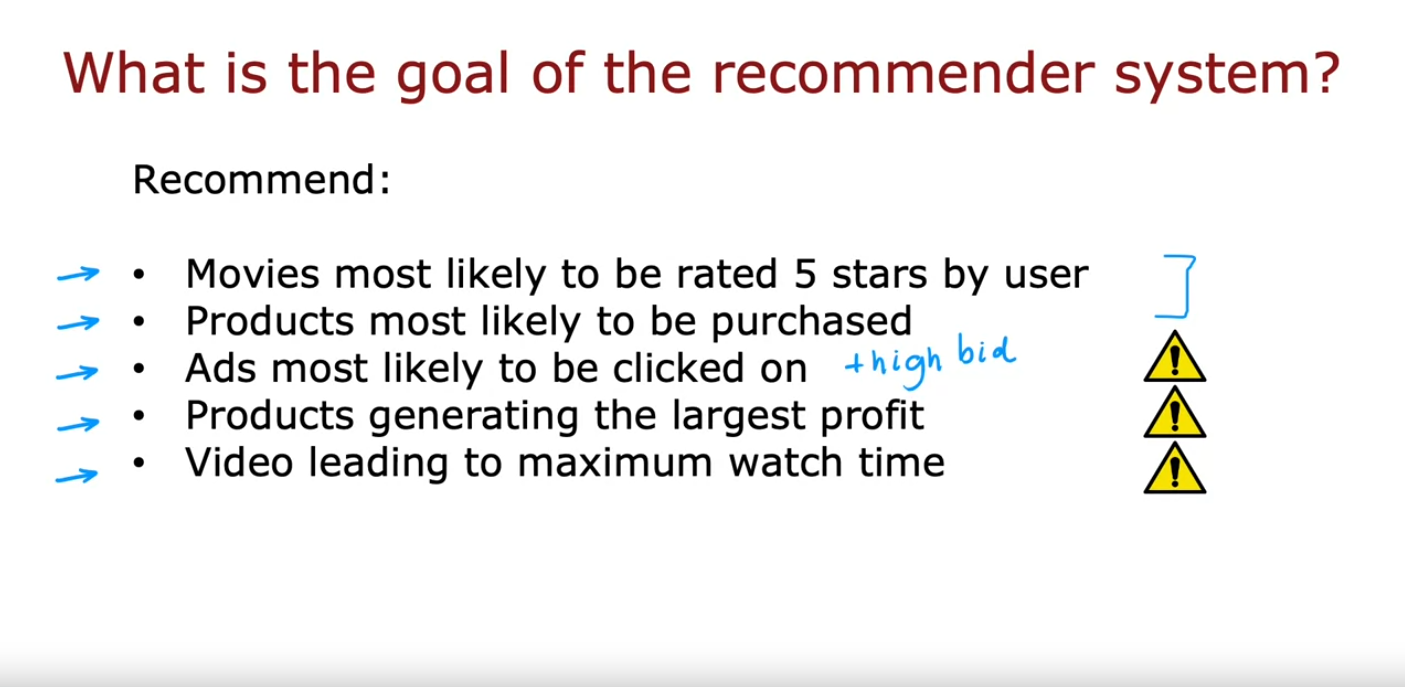 What is the goal of the recommender system?
Recommend:
• Movies most likely to be rated 5 stars by user
• Products most likely to be purchased
• Ads most likely to be clicked on +high bid
• Products generating the largest profit
• Video leading to maximum watch time